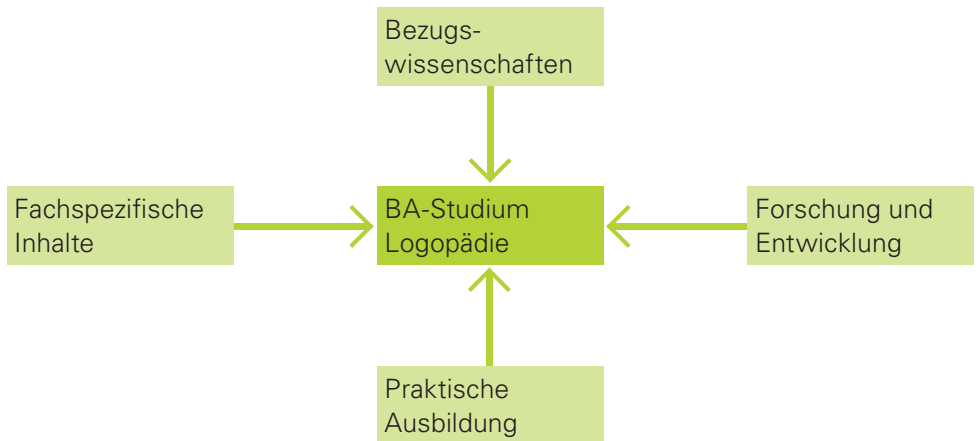 Bezugs-
wissenschaften
Fachspezifische
Inhalte
BA-Studium
Logopädie
Forschung und
Entwicklung
Praktische
Ausbildung